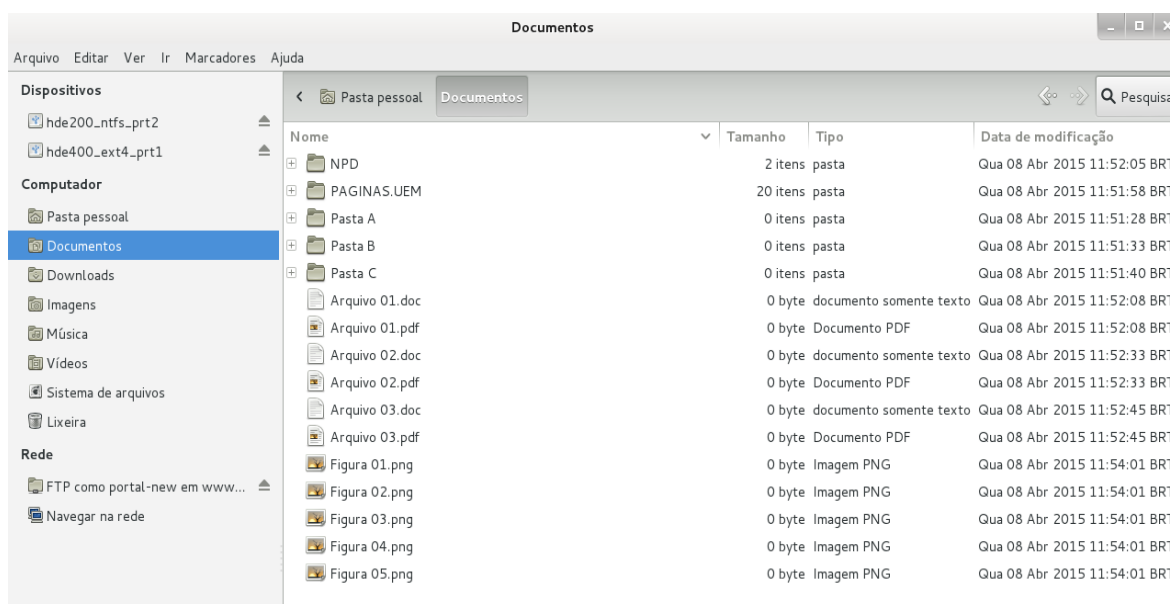 Documentos
Arquivo Editar Ver Ir Marcadores Ajuda
Dispositivos
hde200_ntfs_prt2
hde400_ext4_prt1
Computador
Pasta pessoal
Documentos
Downloads
Imagens
Música
Vídeos
Sistema de arquivos
Lixeira
Rede
FTP como portal-new em www...
Navegar na rede
Pasta pessoal Documentos Pesquisa
Nome Tamanho Tipo Data de modificação
NPD 2 itens pasta Qua 08 Abr 2015 11:52:05 BRT
PAGINAS.UEM 20 itens pasta Qua 08 Abr 2015 11:51:58 BRT
Pasta A 0 itens pasta Qua 08 Abr 2015 11:51:28 BRT
Pasta B 0 itens pasta Qua 08 Abr 2015 11:51:33 BRT
Pasta C 0 itens pasta Qua 08 Abr 2015 11:51:40 BRT
Arquivo 01.doc 0 byte documento somente texto Qua 08 Abr 2015 11:52:08 BRT
Arquivo 01.pdf 0 byte Documento PDF Qua 08 Abr 2015 11:52:08 BRT
Arquivo 02.doc 0 byte documento somente texto Qua 08 Abr 2015 11:52:33 BRT
Arquivo 02.pdf 0 byte Documento PDF Qua 08 Abr 2015 11:52:33 BRT
Arquivo 03.doc 0 byte documento somente texto Qua 08 Abr 2015 11:52:45 BRT
Arquivo 03.pdf 0 byte Documento PDF Qua 08 Abr 2015 11:52:45 BRT
Figura 01.png 0 byte Imagem PNG Qua 08 Abr 2015 11:54:01 BRT
Figura 02.png 0 byte Imagem PNG Qua 08 Abr 2015 11:54:01 BRT
Figura 03.png 0 byte Imagem PNG Qua 08 Abr 2015 11:54:01 BRT
Figura 04.png 0 byte Imagem PNG Qua 08 Abr 2015 11:54:01 BRT
Figura 05.png 0 byte Imagem PNG Qua 08 Abr 2015 11:54:01 BRT